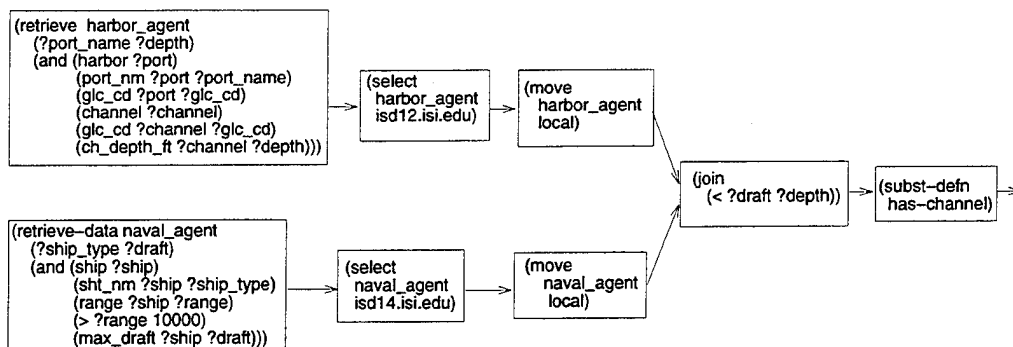 (retrieve harbor_agent
(?port_name ?depth)
(and (harbor ?port)
(port_nm ?port ?port_name)
(glc_cd ?port ?glc_cd)
(channel ?channel)
(glc_cd ?channel ?glc_cd)
(ch_depth_ft ?channel ?depth)))
(select
harbor_agent
isd12.isi.edu)
(move
harbor_agent
local)
(retrieve-data naval_agent
(?ship_type ?draft)
(and (ship ?ship)
(sht_nm ?ship ?ship_type)
(range ?ship ?range)
(> ?range 10000)
(max_draft ?ship ?draft)))
(select
naval_agent
isd14.isi.edu)
(move
naval_agent
local)
(join
(< ?draft ?depth))
(subst-defn
has-channel)